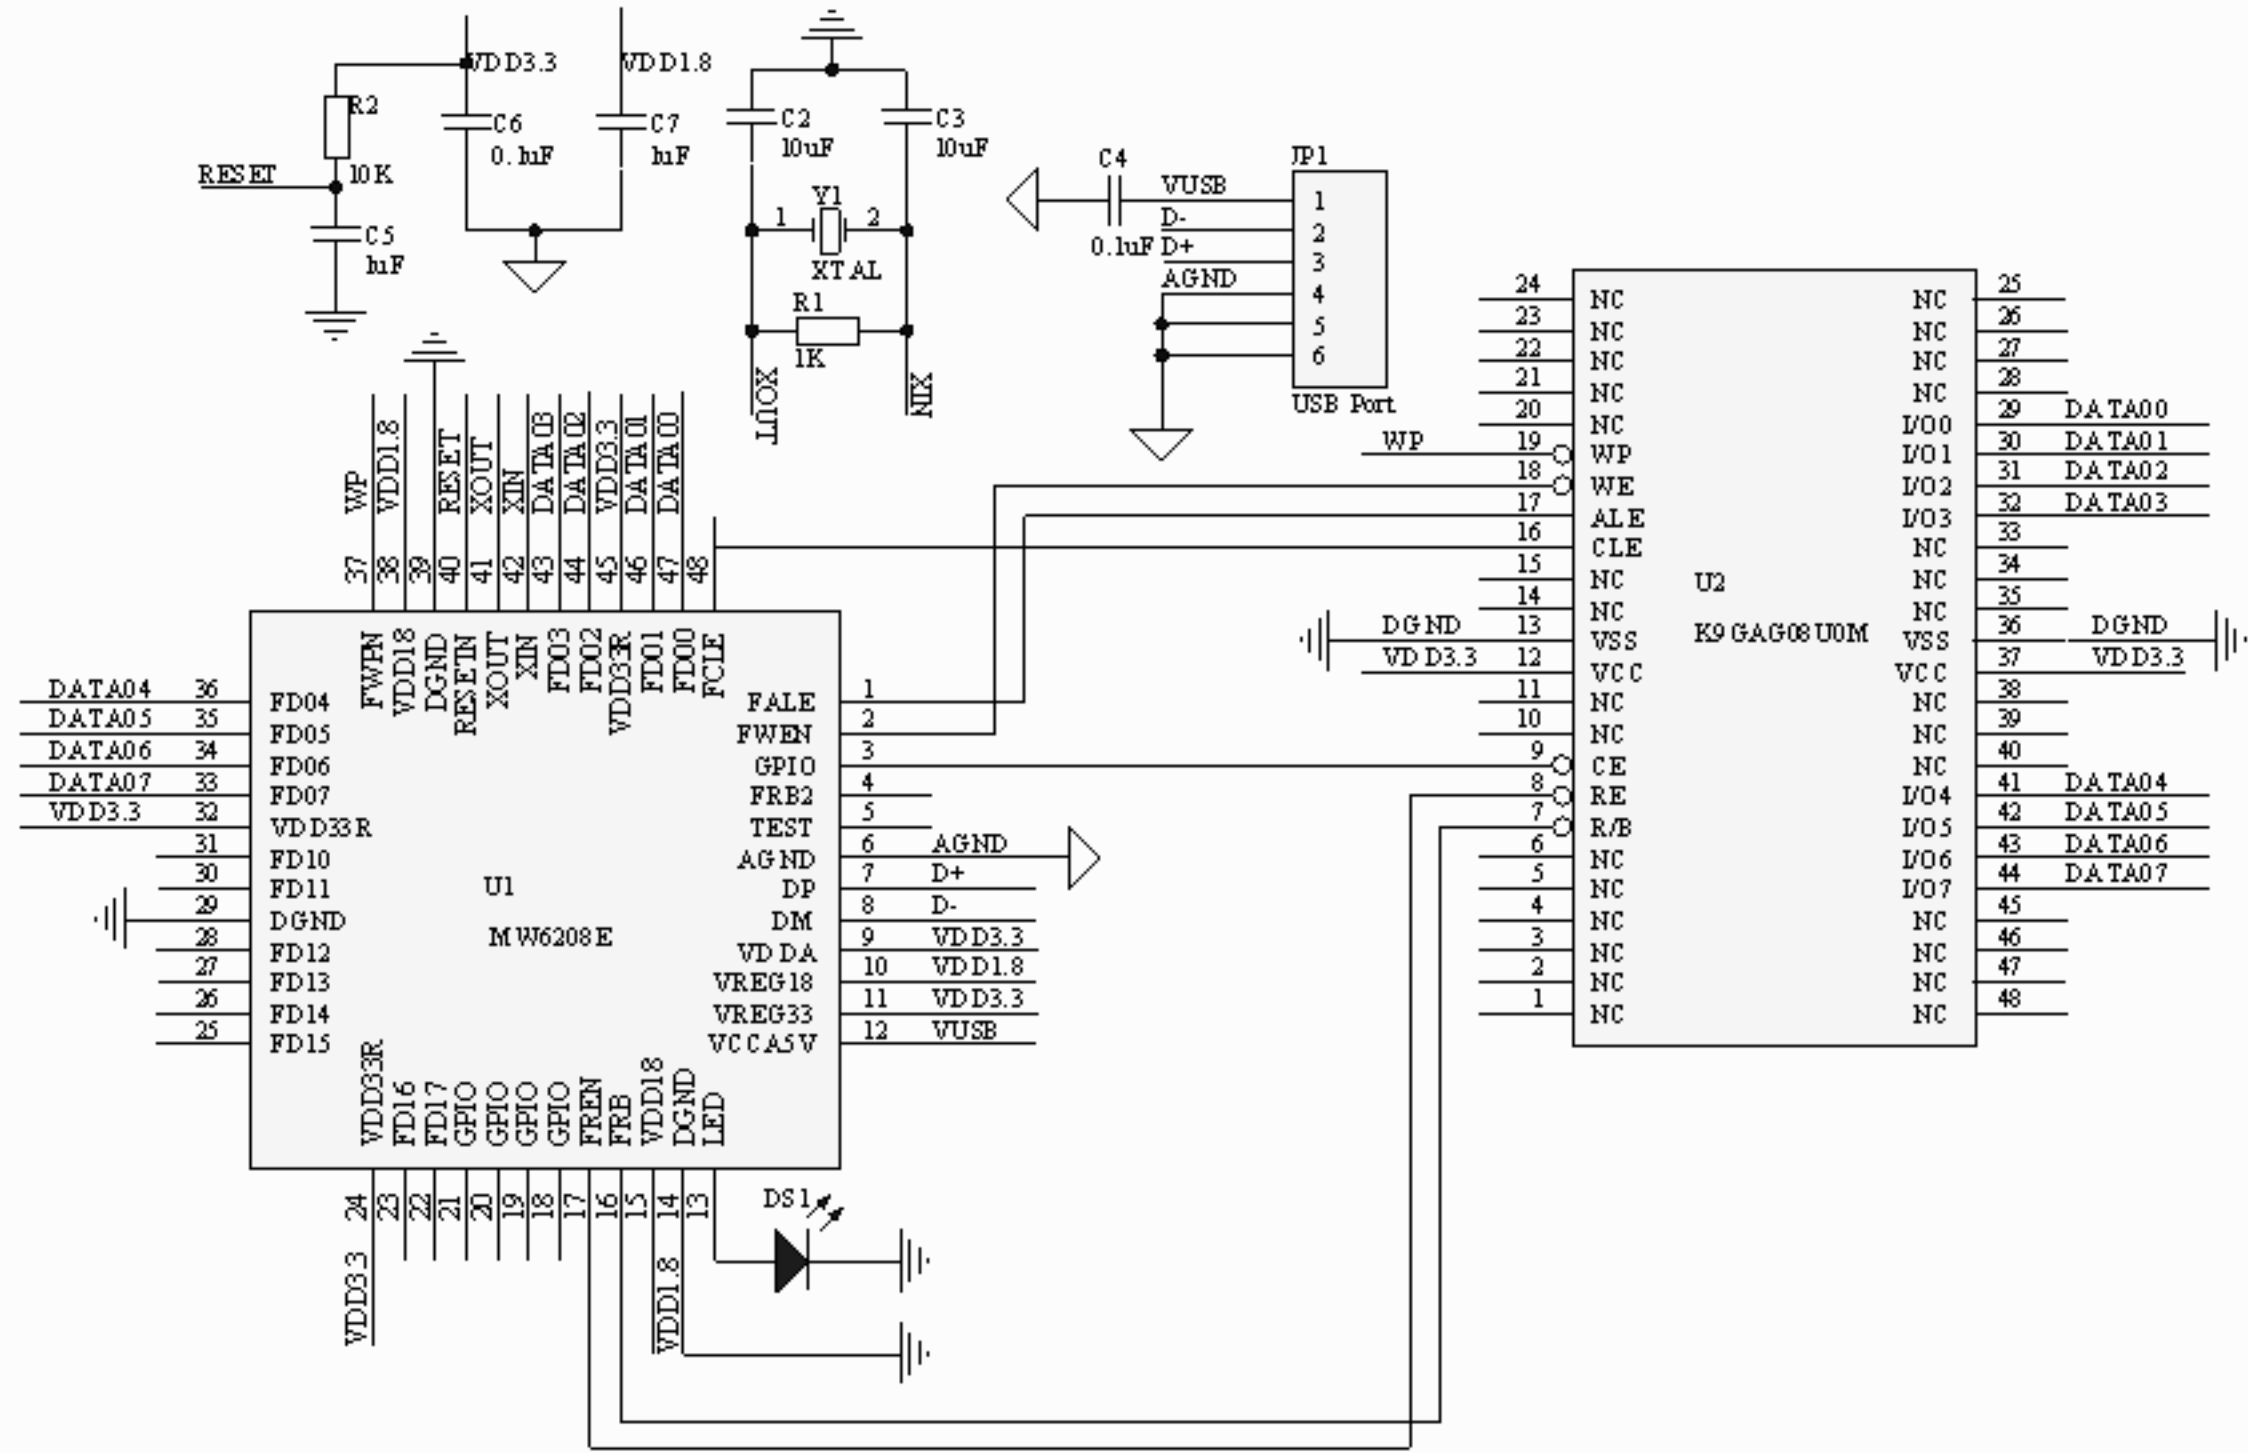 VDD3.3
VDD1.8
R2
10K
RESET
C5
1uF
C6
0.1uF
C7
1uF
C2
10uF
C3
10uF
Y1
1 2
XTAL
R1
1K
XOUT
XIN
C4
0.1uF
VUSB
D-
D+
AGND
JP1
1
2
3
4
5
6
USB Port
WP
VDD1.8
RESET
XOUT
XIN
DATA03
DATA02
VDD3.3
DATA01
DATA00
37 38 39 40 41 42 43 44 45 46 47 48
FWPN
VDD18
DGND
RESETN
XOUT
XIN
FD03
FD02
VDD33R
FD01
FD00
FCLE
DATA04 36 FD04
DATA05 35 FD05
DATA06 34 FD06
DATA07 33 FD07
VDD3.3 32 VDD33R
31 FD10
30 FD11
29 DGND
28 FD12
27 FD13
26 FD14
25 FD15
U1
MW6208E
FALE 1
FWEN 2
GPIO 3
FRB2 4
TEST 5
AGND 6 AGND
DP 7 D+
DM 8 D-
VDDA 9 VDD3.3
VREG18 10 VDD1.8
VREG33 11 VDD3.3
VCCA5V 12 VUSB
VDD33R
FD16
FD17
GPIO
GPIO
GPIO
GPIO
FREN
FRB
VDD18
DGND
LED
24 23 22 21 20 19 18 17 16 15 14 13
VDD3.3
VDD1.8
DS1
24 NC
23 NC
22 NC
21 NC
20 NC
WP 19 WP
18 WE
17 ALE
16 CLE
15 NC
14 NC
DGND 13 VSS
VDD3.3 12 VCC
11 NC
10 NC
9 CE
8 RE
7 R/B
6 NC
5 NC
4 NC
3 NC
2 NC
1 NC
U2
K9GAG08U0M
NC 25
NC 26
NC 27
NC 28
I/O0 29 DATA00
I/O1 30 DATA01
I/O2 31 DATA02
I/O3 32 DATA03
NC 33
NC 34
NC 35
VSS 36 DGND
VCC 37 VDD3.3
NC 38
NC 39
NC 40
I/O4 41 DATA04
I/O5 42 DATA05
I/O6 43 DATA06
I/O7 44 DATA07
NC 45
NC 46
NC 47
NC 48